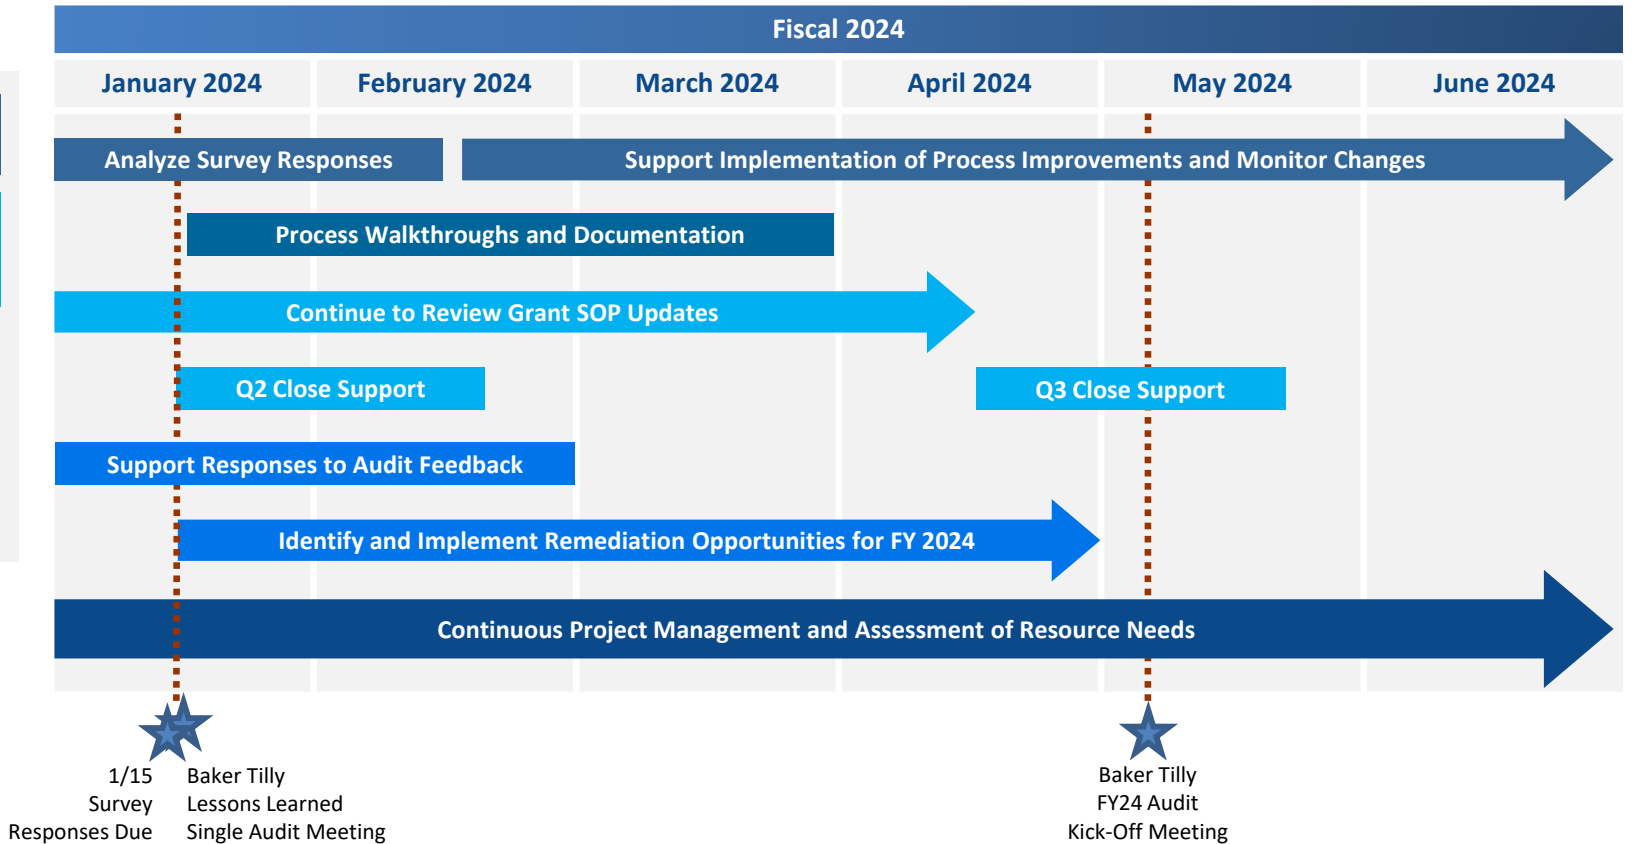 Fiscal 2024
January 2024
February 2024
March 2024
April 2024
May 2024
June 2024
Analyze Survey Responses
Support Implementation of Process Improvements and Monitor Changes
Process Walkthroughs and Documentation
Continue to Review Grant SOP Updates
Q2 Close Support
Q3 Close Support
Support Responses to Audit Feedback
Identify and Implement Remediation Opportunities for FY 2024
Continuous Project Management and Assessment of Resource Needs
1/15
Survey
Responses Due
Baker Tilly
Lessons Learned
Single Audit Meeting
Baker Tilly
FY24 Audit
Kick-Off Meeting